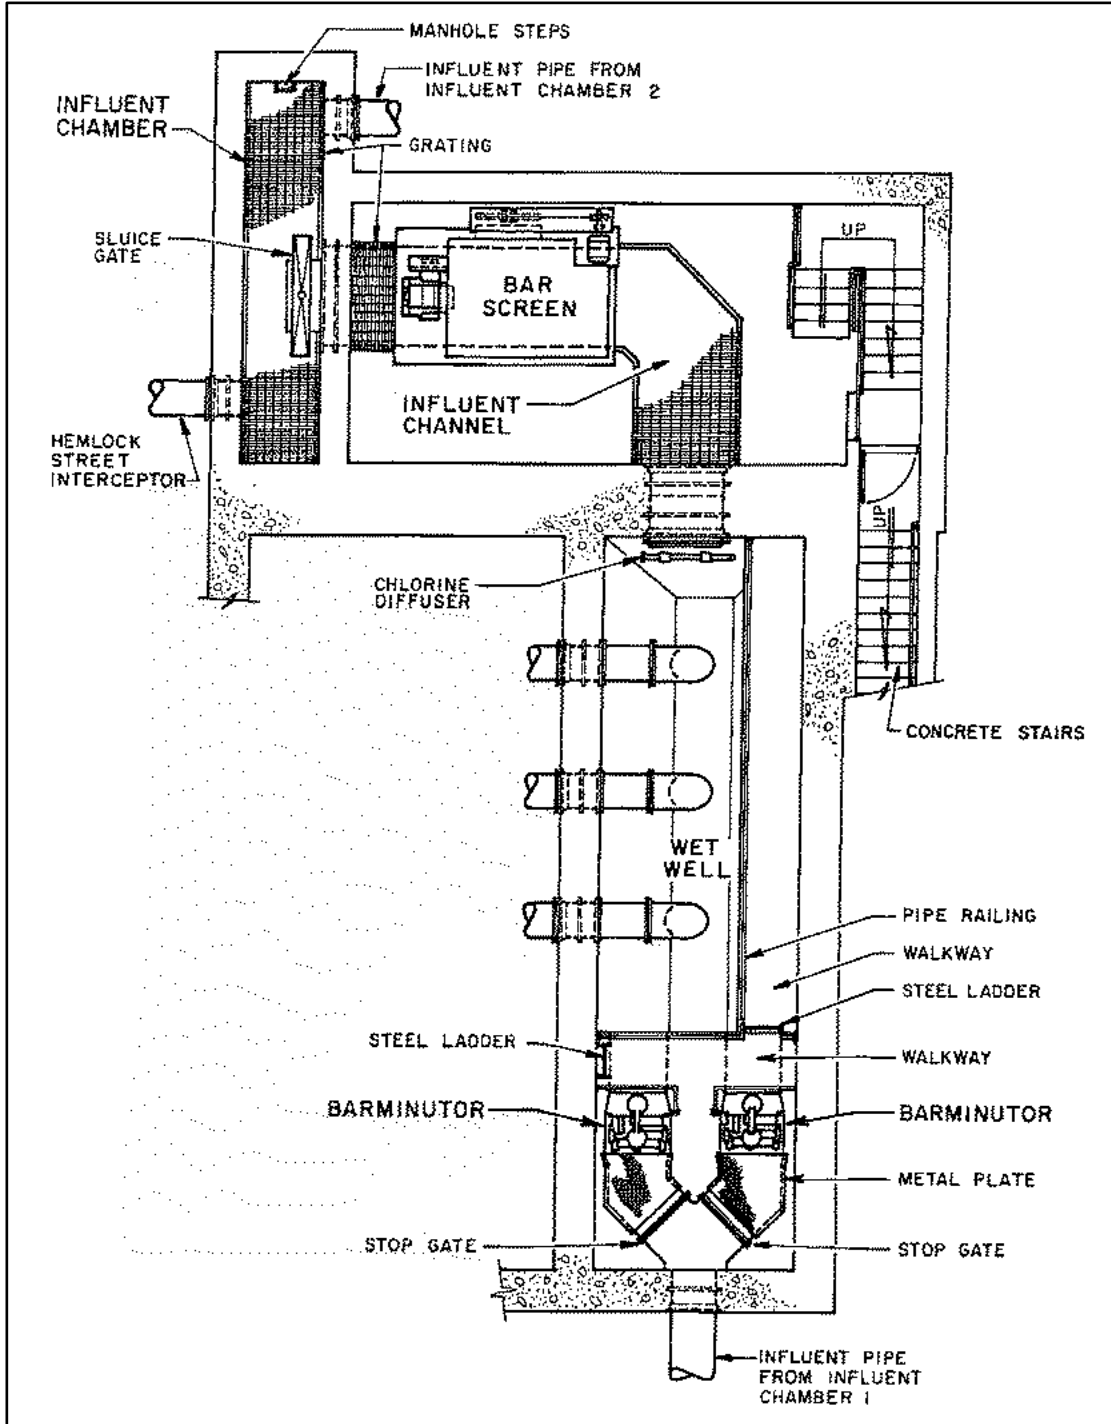 MANHOLE STEPS
INFLUENT PIPE FROM
INFLUENT CHAMBER 2
INFLUENT
CHAMBER
GRATING
SLUICE
GATE
UP
BAR
SCREEN
INFLUENT
CHANNEL
HEMLOCK
STREET
INTERCEPTOR
UP
CHLORINE
DIFFUSER
CONCRETE STAIRS
WET
WELL
PIPE RAILING
WALKWAY
STEEL LADDER
STEEL LADDER
WALKWAY
BARMINUTOR
BARMINUTOR
METAL PLATE
STOP GATE
STOP GATE
INFLUENT PIPE
FROM INFLUENT
CHAMBER 1